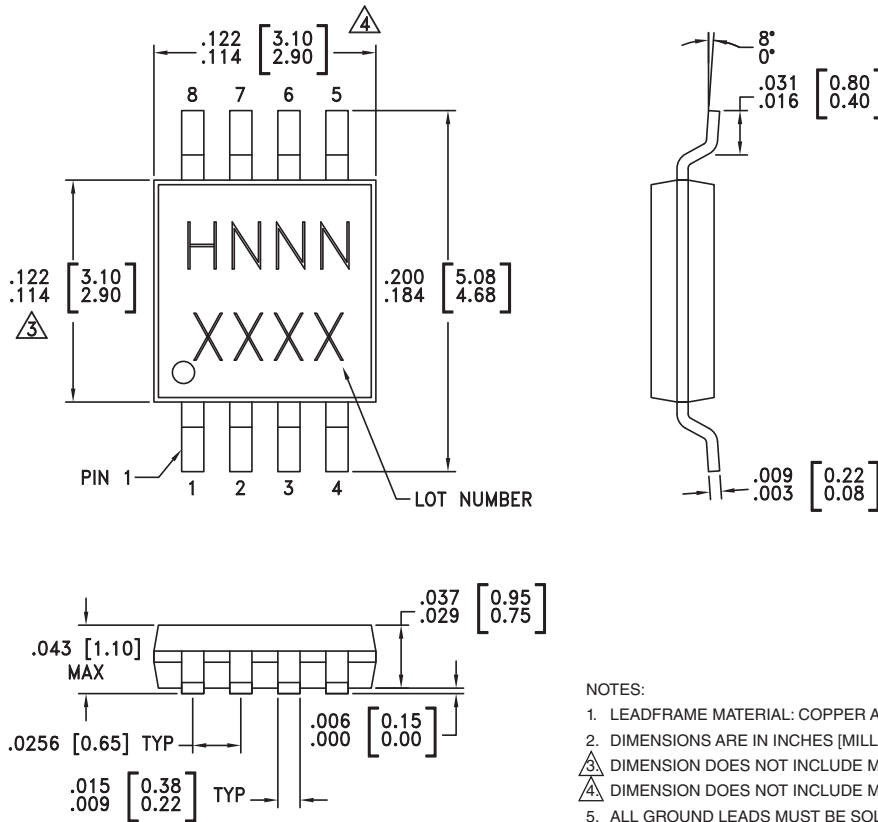 .122 [3.10]
.114 [2.90]
4
8 7 6 5
HNNN
XXXX
.122 [3.10]
.114 [2.90]
3
.200 [5.08]
.184 [4.68]
PIN 1
1 2 3 4
LOT NUMBER
8°
0°
.031 [0.80]
.016 [0.40]
.009 [0.22]
.003 [0.08]
.037 [0.95]
.029 [0.75]
.043 [1.10]
MAX
.0256 [0.65] TYP
.006 [0.15]
.000 [0.00]
.015 [0.38]
.009 [0.22]
TYP
NOTES:
1. LEADFRAME MATERIAL: COPPER A
2. DIMENSIONS ARE IN INCHES [MILL
3. DIMENSION DOES NOT INCLUDE M
4. DIMENSION DOES NOT INCLUDE M
5. ALL GROUND LEADS MUST BE SOL